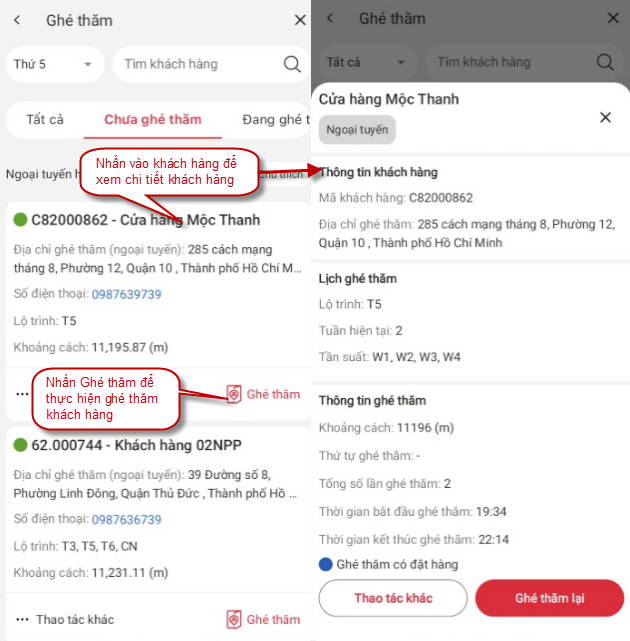 Ghé thăm
Thứ 5
Tìm khách hàng
Tất cả
Chưa ghé thăm
Đang ghé t
Ngoại tuyến
Chú thích
Nhấn vào khách hàng để
xem chi tiết khách hàng
C82000862 - Cửa hàng Mộc Thanh
Địa chỉ ghé thăm (ngoại tuyến): 285 cách mạng
tháng 8, Phường 12, Quận 10 , Thành phố Hồ Chí M...
Số điện thoại: 0987639739
Lộ trình: T5
Khoảng cách: 11,195.87 (m)
Nhấn Ghé thăm để
thực hiện ghé thăm
khách hàng
Ghé thăm
62.000744 - Khách hàng 02NPP
Địa chỉ ghé thăm (ngoại tuyến): 39 Đường số 8,
Phường Linh Đông, Quận Thủ Đức , Thành phố Hồ ...
Số điện thoại: 0987636739
Lộ trình: T3, T5, T6, CN
Khoảng cách: 11,231.11 (m)
Thao tác khác
Ghé thăm
Ghé thăm
Tất cả
Tìm khách hàng
Cửa hàng Mộc Thanh
Ngoại tuyến
Thông tin khách hàng
Mã khách hàng: C82000862
Địa chỉ ghé thăm: 285 cách mạng tháng 8, Phường 12,
Quận 10 , Thành phố Hồ Chí Minh
Lịch ghé thăm
Lộ trình: T5
Tuần hiện tại: 2
Tần suất: W1, W2, W3, W4
Thông tin ghé thăm
Khoảng cách: 11196 (m)
Thứ tự ghé thăm: -
Tổng số lần ghé thăm: 2
Thời gian bắt đầu ghé thăm: 19:34
Thời gian kết thúc ghé thăm: 22:14
Ghé thăm có đặt hàng
Thao tác khác
Ghé thăm lại